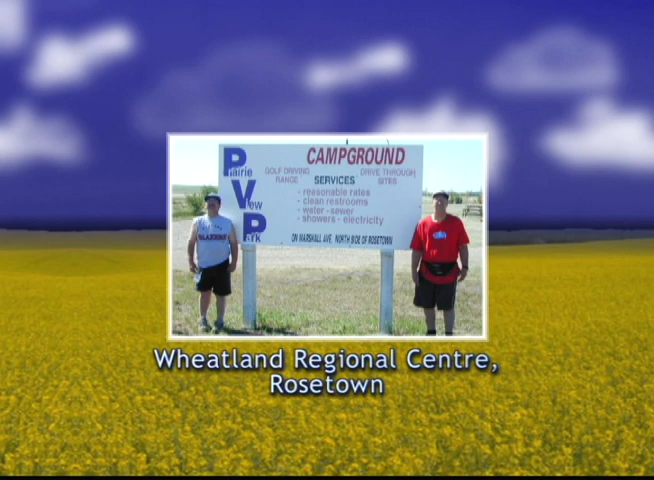 CAMPGROUND
Prairie
View
Park
GOLF DRIVING
RANGE
SERVICES
DRIVE THROUGH
SITES
- reasonable rates
- clean restrooms
- water - sewer
- showers - electricity
ON MARSHALL AVE. NORTH SIDE OF ROSETOWN
Wheatland Regional Centre,
Rosetown